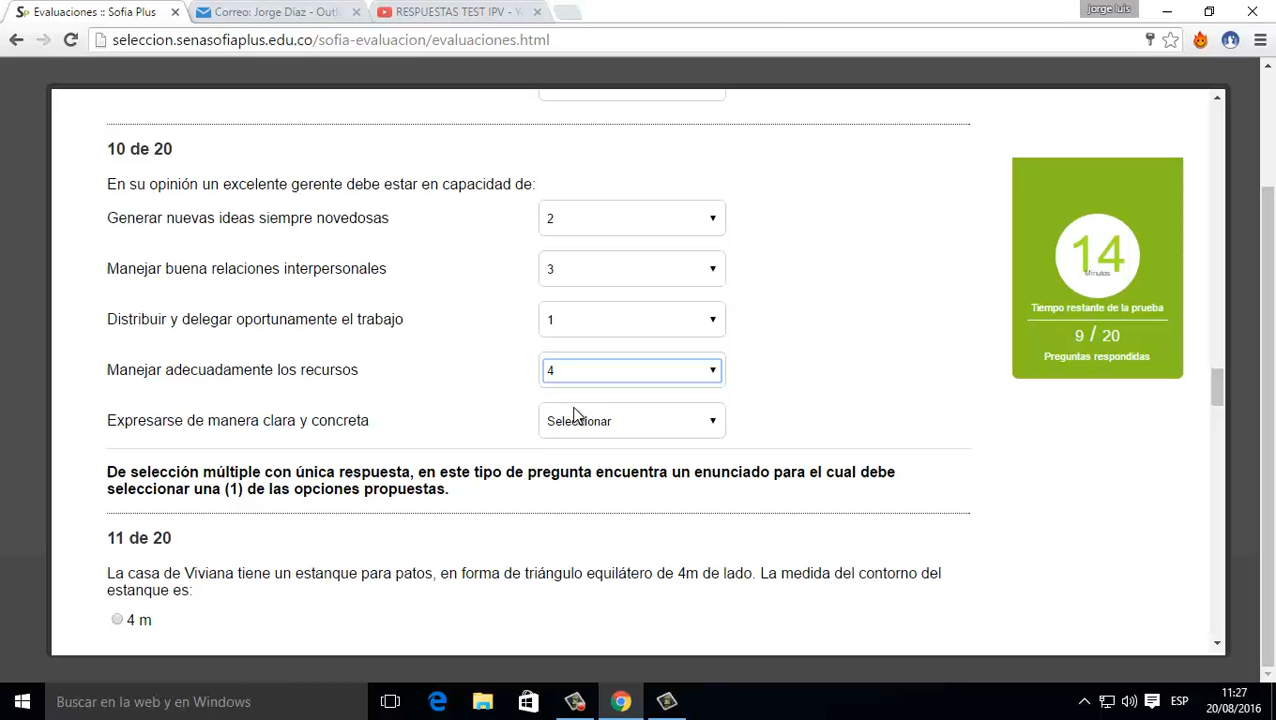 Evaluaciones :: Sofia Plus
Correo: Jorge Diaz - Outl
RESPUESTAS TEST IPV - Y
jorge luis
seleccion.senasofiaplus.edu.co/sofia-evaluacion/evaluaciones.html
10 de 20
En su opinión un excelente gerente debe estar en capacidad de:
Generar nuevas ideas siempre novedosas 2
Manejar buena relaciones interpersonales 3
Distribuir y delegar oportunamente el trabajo 1
Manejar adecuadamente los recursos 4
Expresarse de manera clara y concreta Seleccionar
De selección múltiple con única respuesta, en este tipo de pregunta encuentra un enunciado para el cual debe
seleccionar una (1) de las opciones propuestas.
11 de 20
La casa de Viviana tiene un estanque para patos, en forma de triángulo equilátero de 4m de lado. La medida del contorno del
estanque es:
4 m
14
Minutos
Tiempo restante de la prueba
9 / 20
Preguntas respondidas
Buscar en la web y en Windows
ESP
11:27
20/08/2016